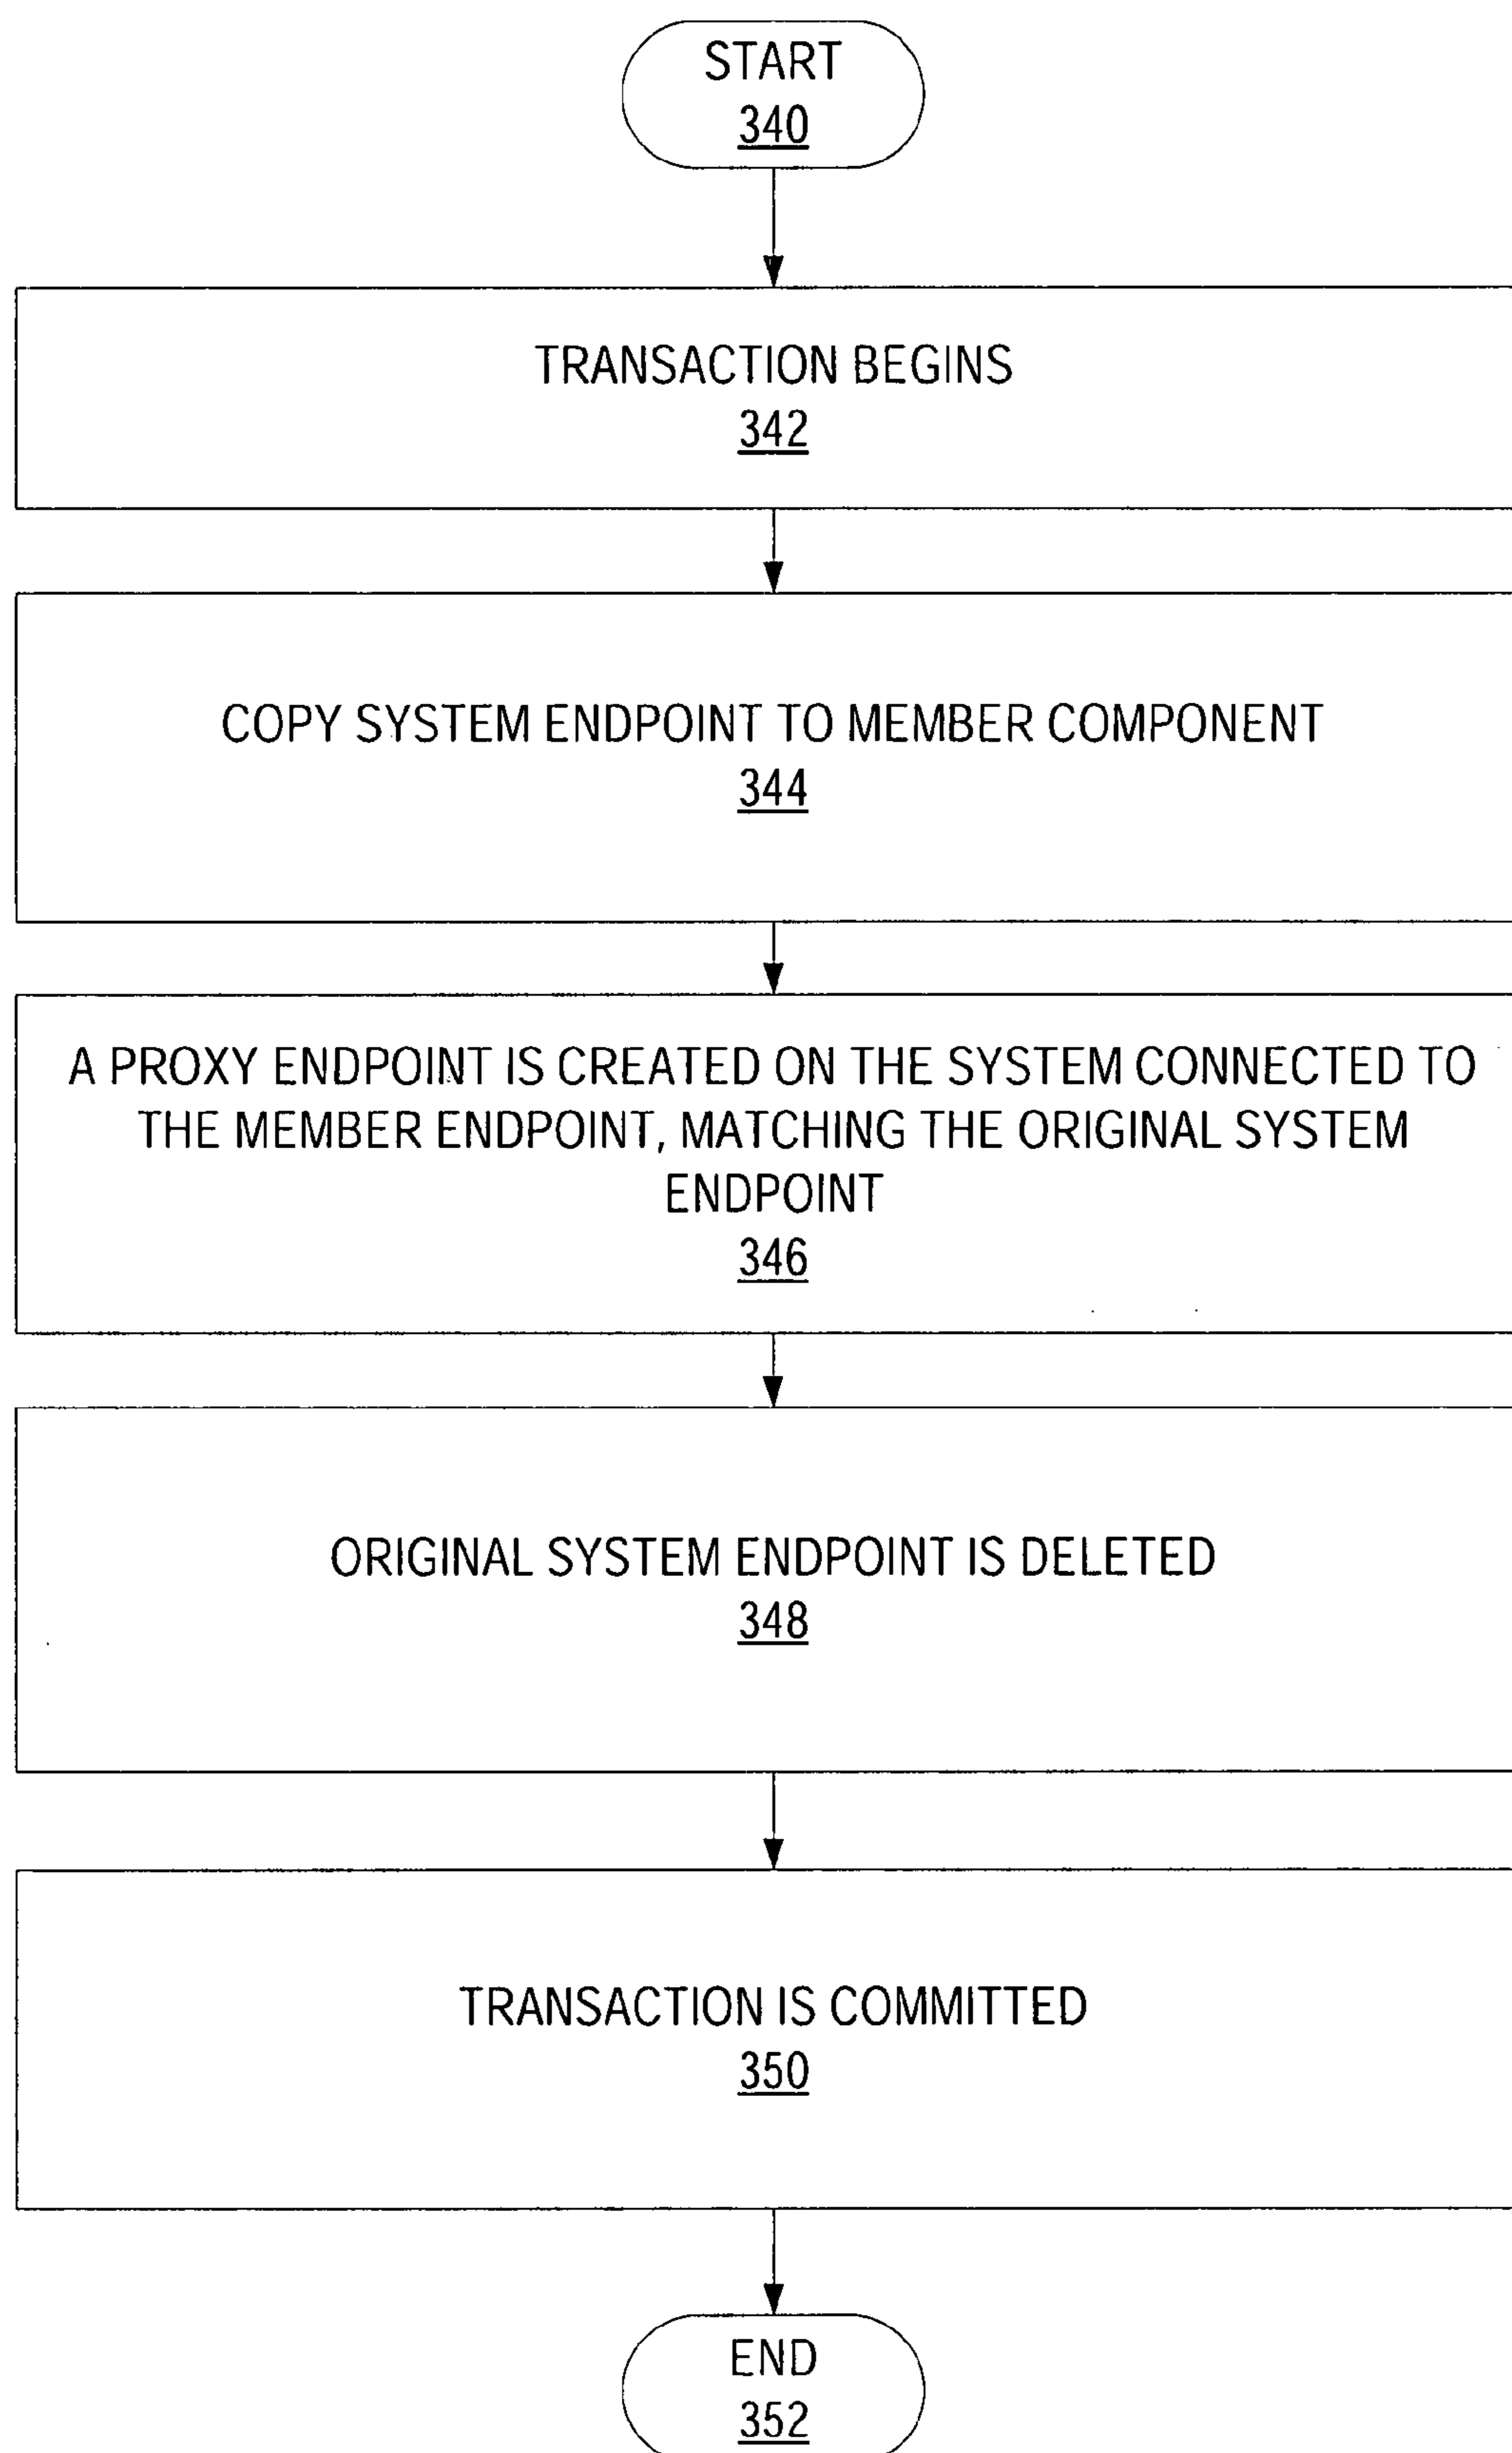 START
340
TRANSACTION BEGINS
342
COPY SYSTEM ENDPOINT TO MEMBER COMPONENT
344
A PROXY ENDPOINT IS CREATED ON THE SYSTEM CONNECTED TO
THE MEMBER ENDPOINT, MATCHING THE ORIGINAL SYSTEM
ENDPOINT
346
ORIGINAL SYSTEM ENDPOINT IS DELETED
348
TRANSACTION IS COMMITTED
350
END
352